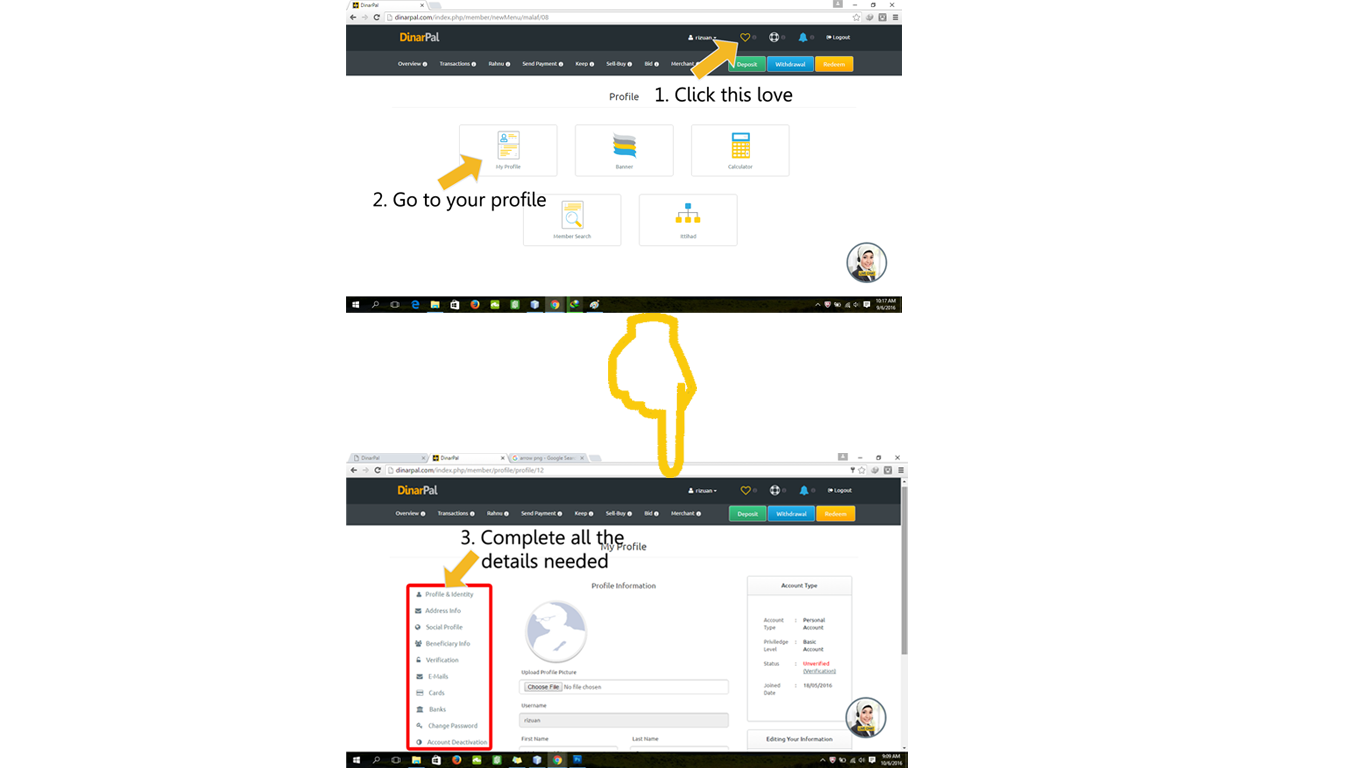 DinarPal
dinarpal.com/index.php/member/newMenu/malaf/08
DinarPal
rizuan
Logout
Overview Transactions Rahnu Send Payment Keep Sell-Buy Bid Merchant Deposit Withdrawal Redeem
Profile
1. Click this love
My Profile
Banner
Calculator
2. Go to your profile
Member Search
Ittihad
10:17 AM
9/6/2016
DinarPal
DinarPal
arrow png - Google Sear
dinarpal.com/index.php/member/profile/profile/12
DinarPal
rizuan
Logout
Overview Transactions Rahnu Send Payment Keep Sell-Buy Bid Merchant Deposit Withdrawal Redeem
3. Complete all the
details needed
My Profile
Profile & Identity
Address Info
Social Profile
Beneficiary Info
Verification
E-Mails
Cards
Banks
Change Password
Account Deactivation
Profile Information
Upload Profile Picture
Choose File No file chosen
Username
rizuan
First Name
Last Name
Account Type
Account Type : Personal Account
Priviledge Level : Basic Account
Status : Unverified
(Verification)
Joined Date : 18/05/2016
Editing Your Information
9:09 AM
10/6/2016